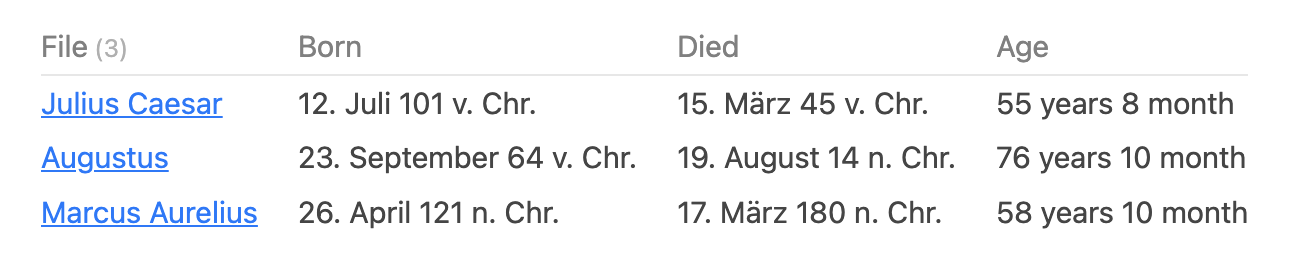 File (3) Born Died Age
Julius Caesar 12. Juli 101 v. Chr. 15. März 45 v. Chr. 55 years 8 month
Augustus 23. September 64 v. Chr. 19. August 14 n. Chr. 76 years 10 month
Marcus Aurelius 26. April 121 n. Chr. 17. März 180 n. Chr. 58 years 10 month